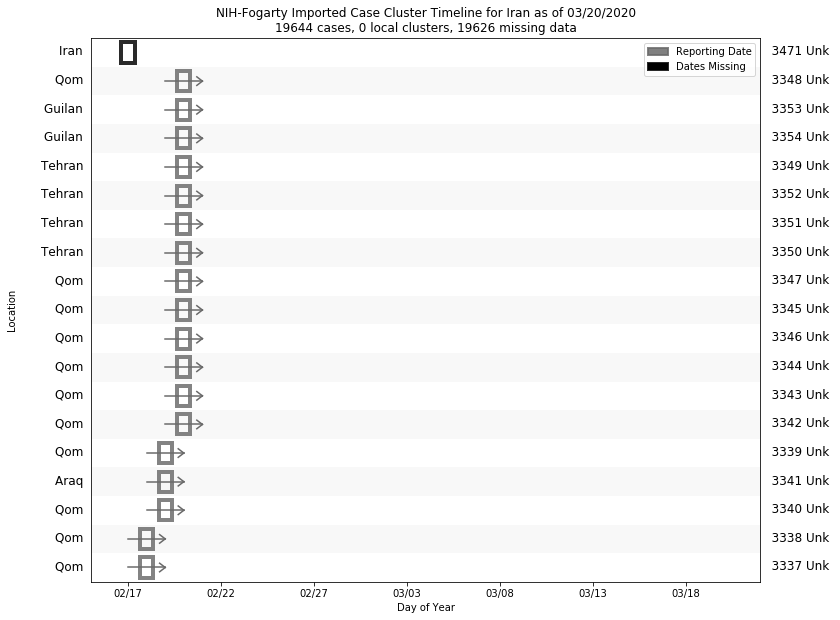 NIH-Fogarty Imported Case Cluster Timeline for Iran as of 03/20/2020
19644 cases, 0 local clusters, 19626 missing data
Reporting Date
Dates Missing
Iran 3471 Unk
Qom 3348 Unk
Guilan 3353 Unk
Guilan 3354 Unk
Tehran 3349 Unk
Tehran 3352 Unk
Tehran 3351 Unk
Tehran 3350 Unk
Qom 3347 Unk
Qom 3345 Unk
Qom 3346 Unk
Qom 3344 Unk
Qom 3343 Unk
Qom 3342 Unk
Qom 3339 Unk
Araq 3341 Unk
Qom 3340 Unk
Qom 3338 Unk
Qom 3337 Unk
Location
02/17 02/22 02/27 03/03 03/08 03/13 03/18
Day of Year